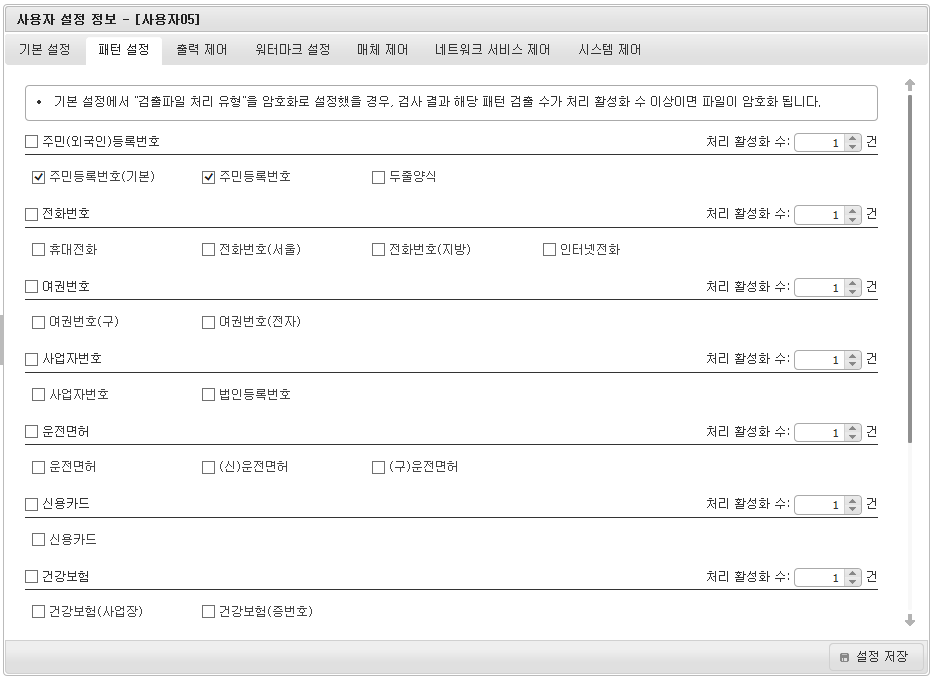 사용자 설정 정보 - [사용자05]
기본 설정 패턴 설정 출력 제어 워터마크 설정 매체 제어 네트워크 서비스 제어 시스템 제어
• 기본 설정에서 "검출파일 처리 유형"을 암호화로 설정했을 경우, 검사 결과 해당 패턴 검출 수가 처리 활성화 수 이상이면 파일이 암호화 됩니다.
주민(외국인)등록번호 처리 활성화 수: 1 건
주민등록번호(기본) 주민등록번호 두줄양식
전화번호 처리 활성화 수: 1 건
휴대전화 전화번호(서울) 전화번호(지방) 인터넷전화
여권번호 처리 활성화 수: 1 건
여권번호(구) 여권번호(전자)
사업자번호 처리 활성화 수: 1 건
사업자번호 법인등록번호
운전면허 처리 활성화 수: 1 건
운전면허 (신)운전면허 (구)운전면허
신용카드 처리 활성화 수: 1 건
신용카드
건강보험 처리 활성화 수: 1 건
건강보험(사업장) 건강보험(증번호)
설정 저장